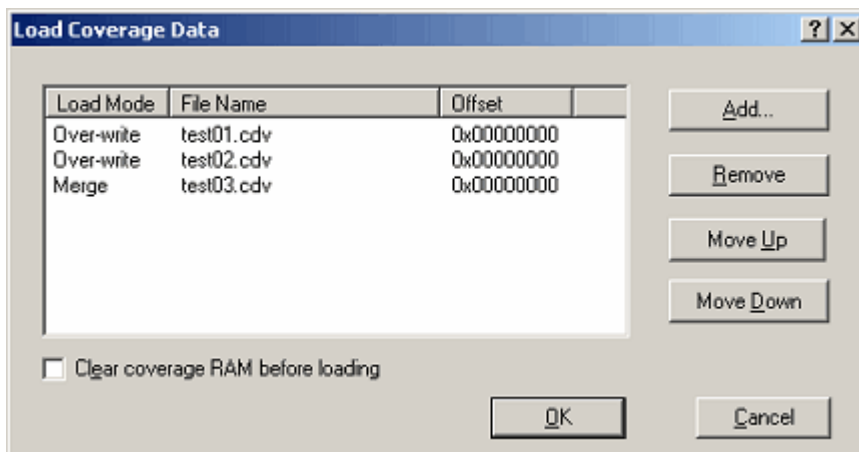 Load Coverage Data
Load Mode File Name Offset
Over-write test01.cdv 0x00000000
Over-write test02.cdv 0x00000000
Merge test03.cdv 0x00000000
Add...
Remove
Move Up
Move Down
Clear coverage RAM before loading
OK Cancel